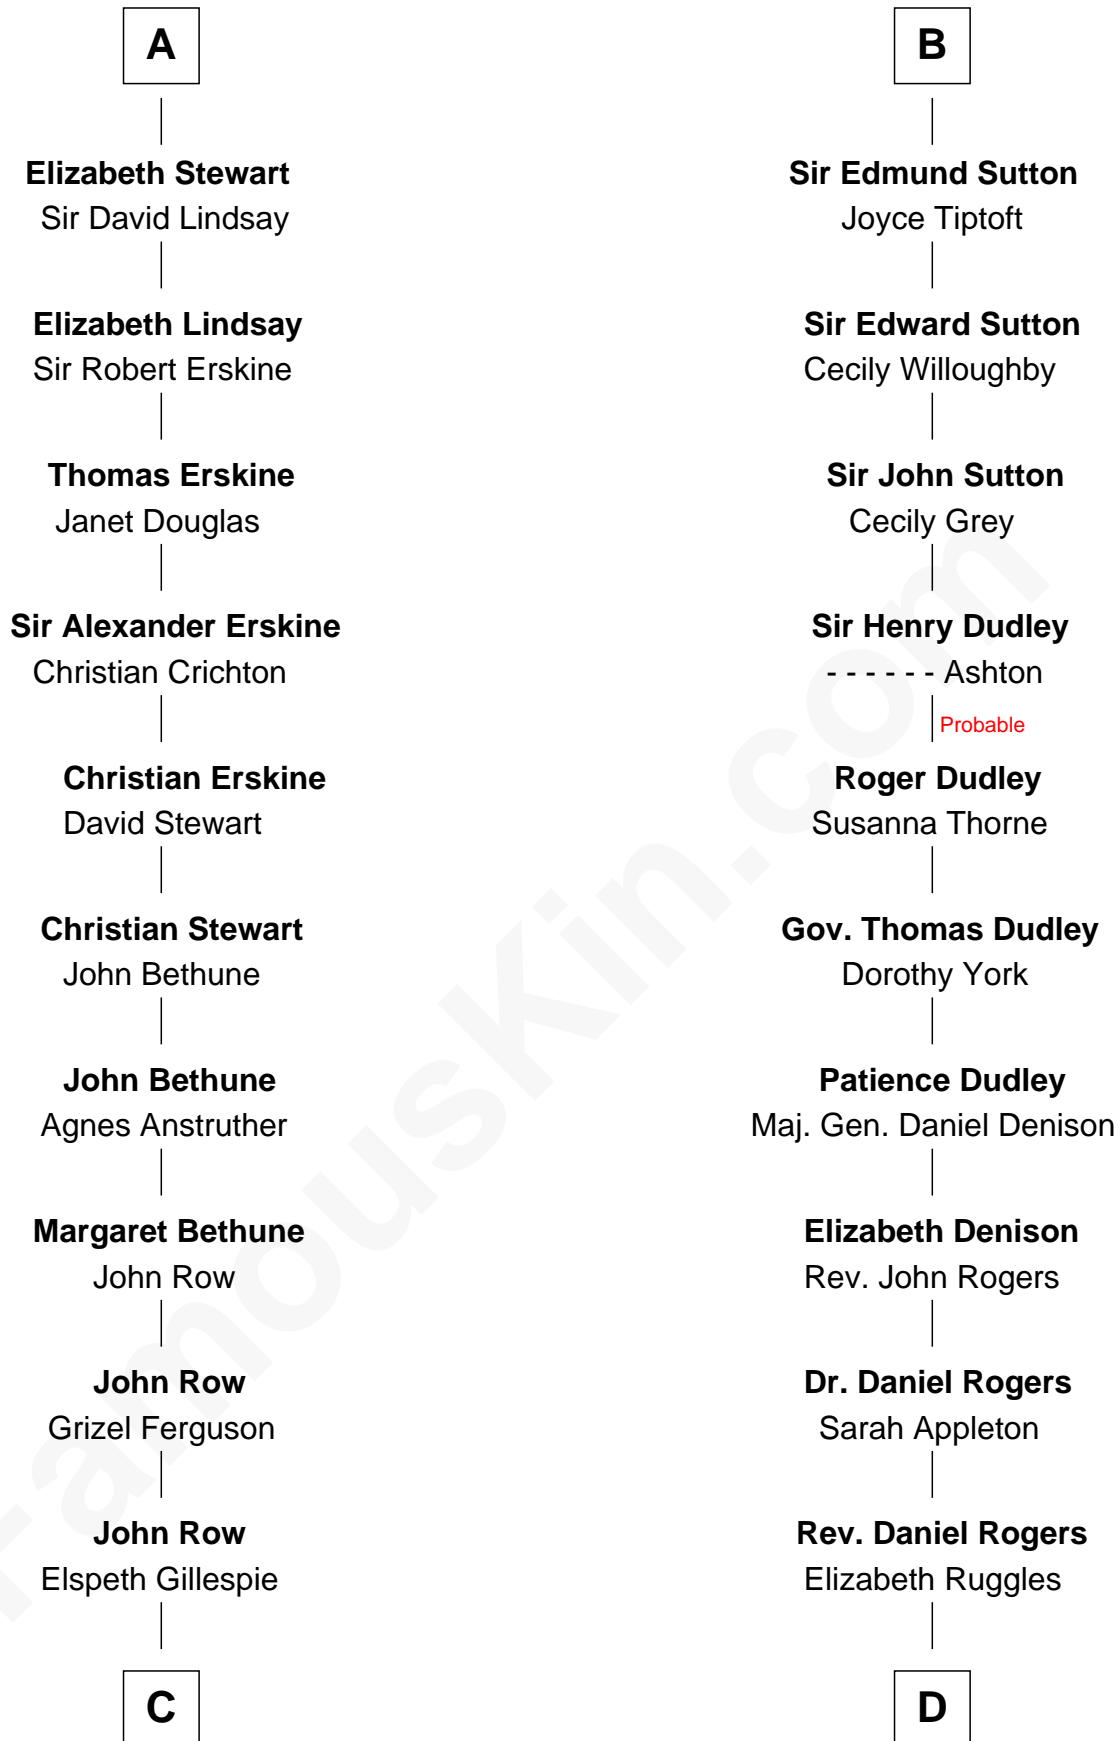 A
Elizabeth Stewart
Sir David Lindsay
Elizabeth Lindsay
Sir Robert Erskine
Thomas Erskine
Janet Douglas
Sir Alexander Erskine
Christian Crichton
Christian Erskine
David Stewart
Christian Stewart
John Bethune
John Bethune
Agnes Anstruther
Margaret Bethune
John Row
John Row
Grizel Ferguson
John Row
Elspeth Gillespie
C
B
Sir Edmund Sutton
Joyce Tiptoft
Sir Edward Sutton
Cecily Willoughby
Sir John Sutton
Cecily Grey
Sir Henry Dudley
- - - - - - Ashton
Probable
Roger Dudley
Susanna Thorne
Gov. Thomas Dudley
Dorothy York
Patience Dudley
Maj. Gen. Daniel Denison
Elizabeth Denison
Rev. John Rogers
Dr. Daniel Rogers
Sarah Appleton
Rev. Daniel Rogers
Elizabeth Ruggles
D
FamousKin.com